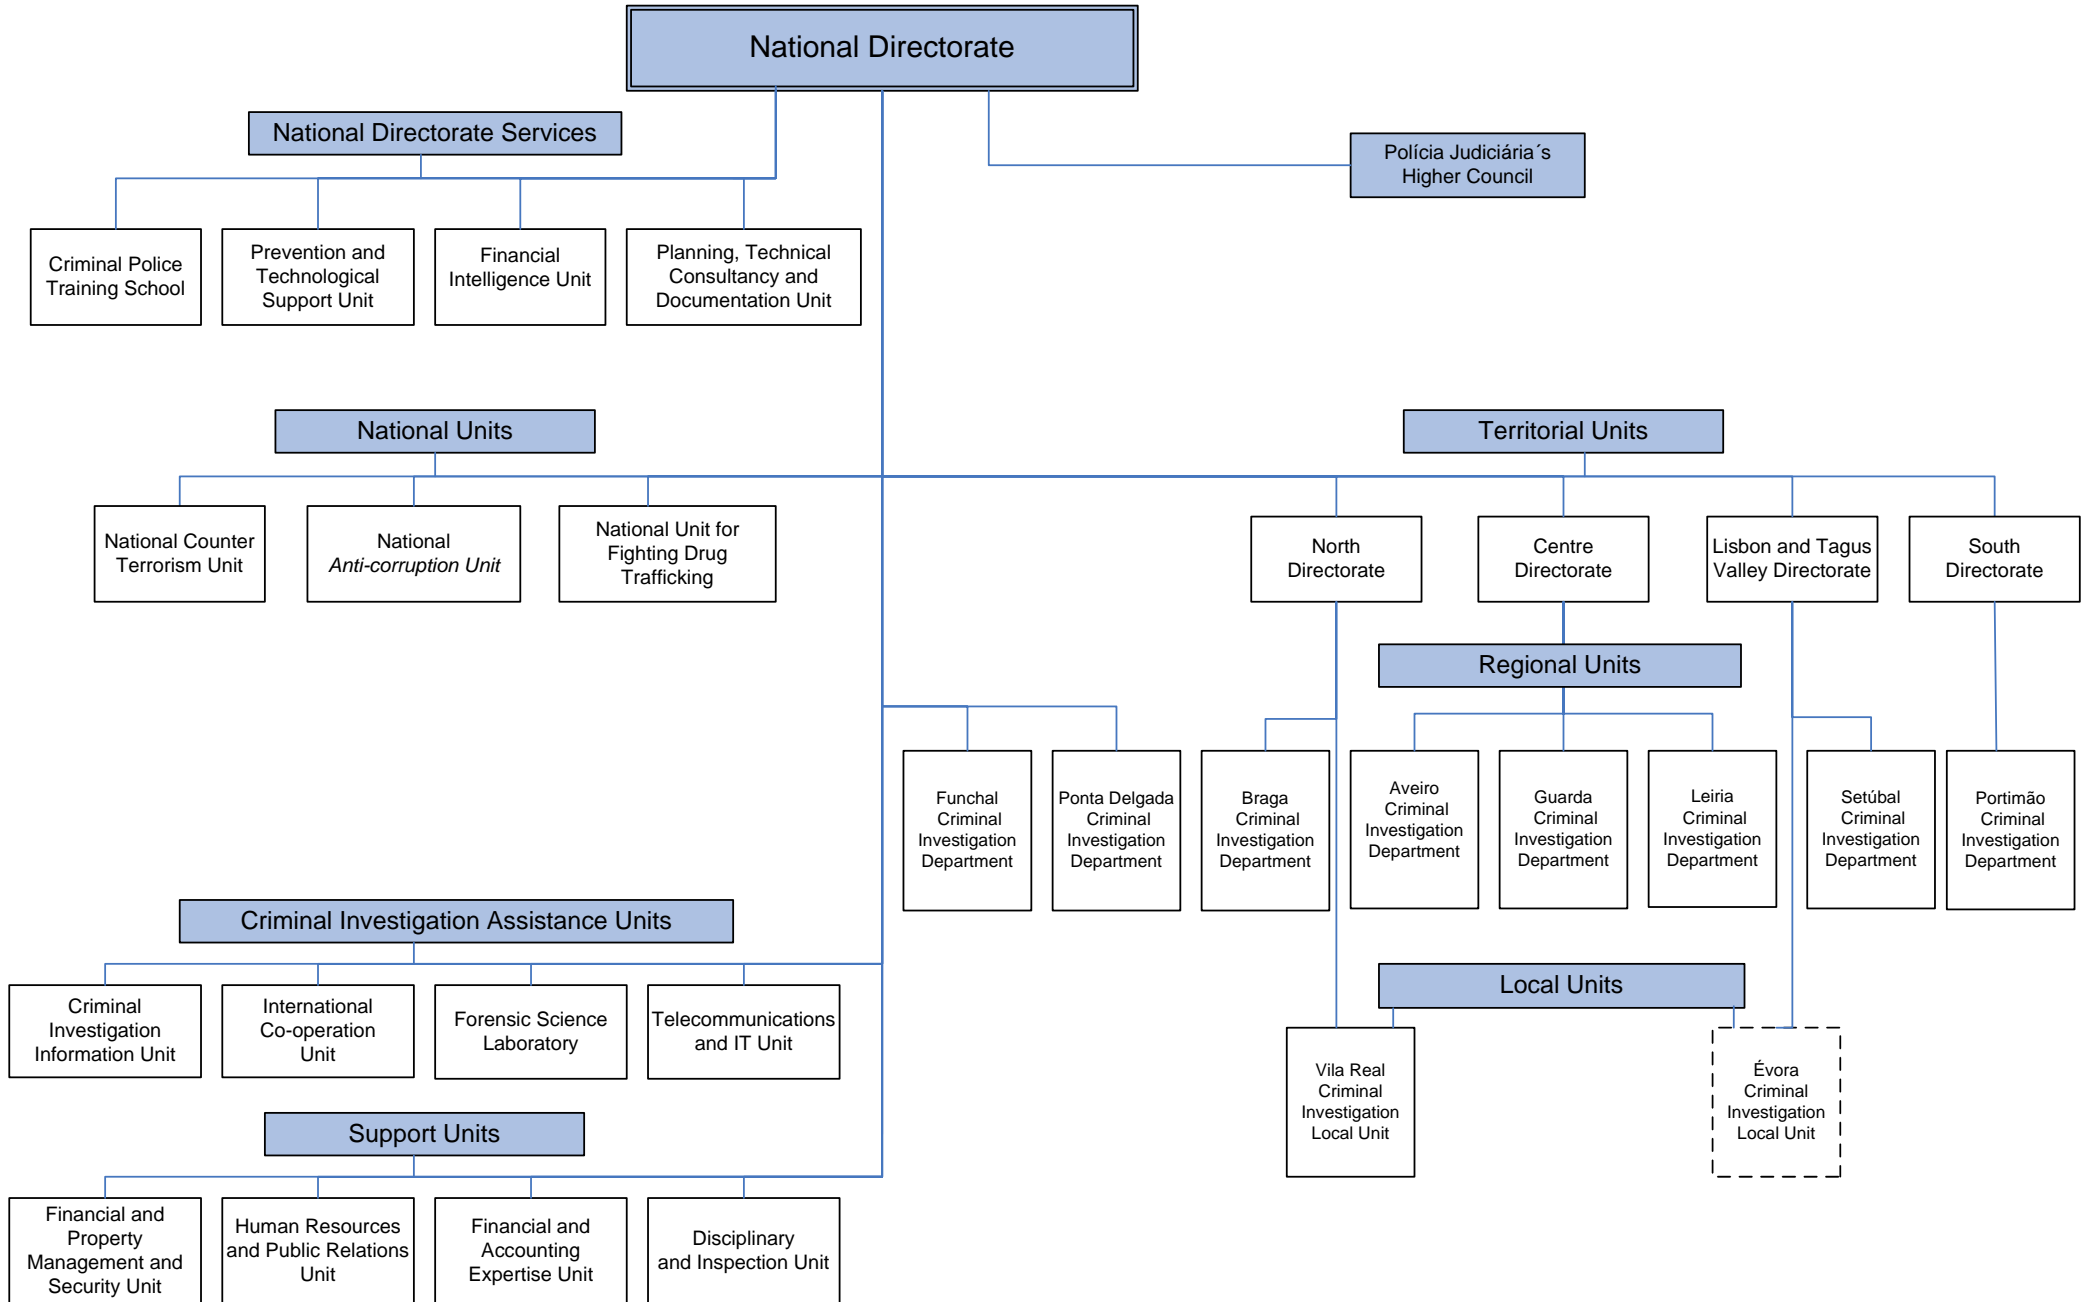 National Directorate
National Directorate Services
Polícia Judiciária´s
Higher Council
Criminal Police
Training School
Prevention and
Technological
Support Unit
Financial
Intelligence Unit
Planning, Technical
Consultancy and
Documentation Unit
National Units
Territorial Units
National Counter
Terrorism Unit
National
Anti-corruption Unit
National Unit for
Fighting Drug
Trafficking
North
Directorate
Centre
Directorate
Lisbon and Tagus
Valley Directorate
South
Directorate
Regional Units
Funchal
Criminal
Investigation
Department
Ponta Delgada
Criminal
Investigation
Department
Braga
Criminal
Investigation
Department
Aveiro
Criminal
Investigation
Department
Guarda
Criminal
Investigation
Department
Leiria
Criminal
Investigation
Department
Setúbal
Criminal
Investigation
Department
Portimão
Criminal
Investigation
Department
Criminal Investigation Assistance Units
Local Units
Criminal
Investigation
Information Unit
International
Co-operation
Unit
Forensic Science
Laboratory
Telecommunications
and IT Unit
Vila Real
Criminal
Investigation
Local Unit
Évora
Criminal
Investigation
Local Unit
Support Units
Financial and
Property
Management and
Security Unit
Human Resources
and Public Relations
Unit
Financial and
Accounting
Expertise Unit
Disciplinary
and Inspection Unit